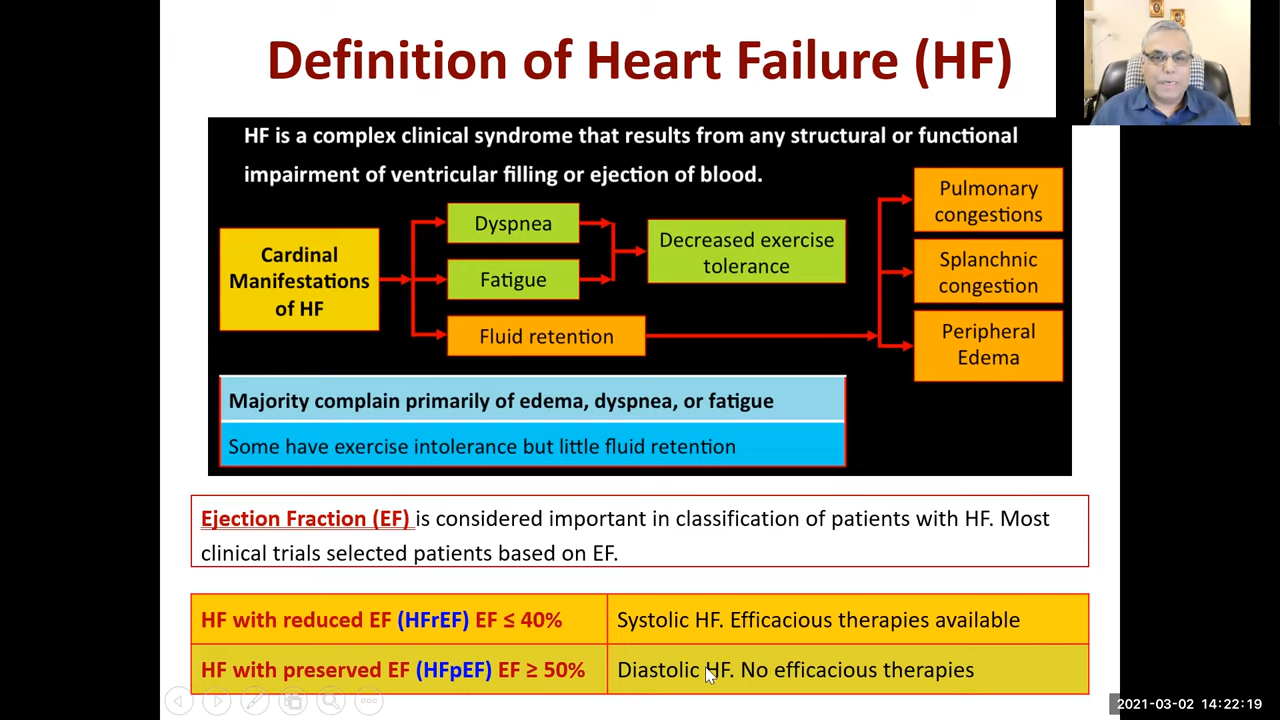 Definition of Heart Failure (HF)
HF is a complex clinical syndrome that results from any structural or functional
impairment of ventricular filling or ejection of blood.
Cardinal
Manifestations
of HF
Dyspnea
Fatigue
Fluid retention
Decreased exercise
tolerance
Pulmonary
congestions
Splanchnic
congestion
Peripheral
Edema
Majority complain primarily of edema, dyspnea, or fatigue
Some have exercise intolerance but little fluid retention
Ejection Fraction (EF) is considered important in classification of patients with HF. Most
clinical trials selected patients based on EF.
HF with reduced EF (HFrEF) EF ≤ 40%
Systolic HF. Efficacious therapies available
HF with preserved EF (HFpEF) EF ≥ 50%
Diastolic HF. No efficacious therapies
2021-03-02 14:22:19